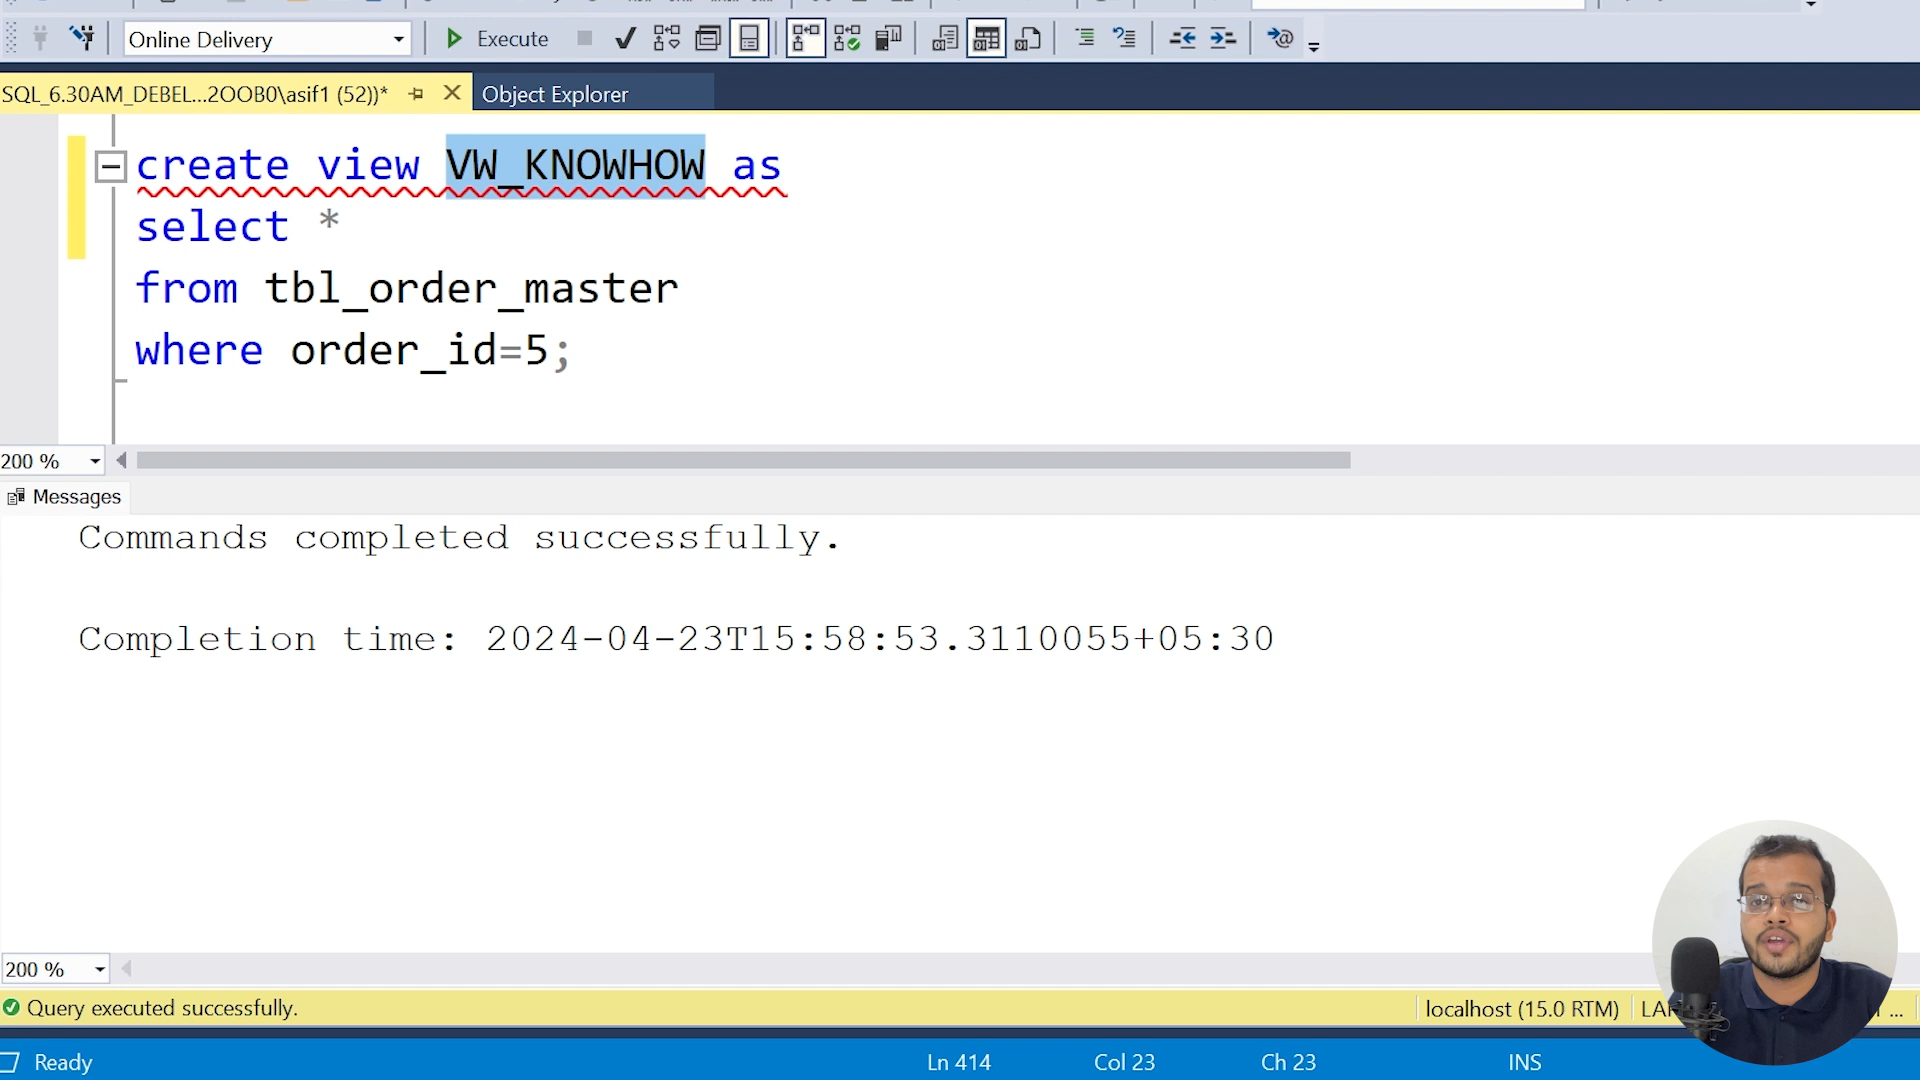 Online Delivery
Execute
SQL_6.30AM_DEBEL...2OOB0\asif1 (52))*
Object Explorer
create view VW_KNOWHOW as
select *
from tbl_order_master
where order_id=5;
200 %
Messages
Commands completed successfully.
Completion time: 2024-04-23T15:58:53.3110055+05:30
200 %
Query executed successfully.
localhost (15.0 RTM)
Ready
Ln 414
Col 23
Ch 23
INS